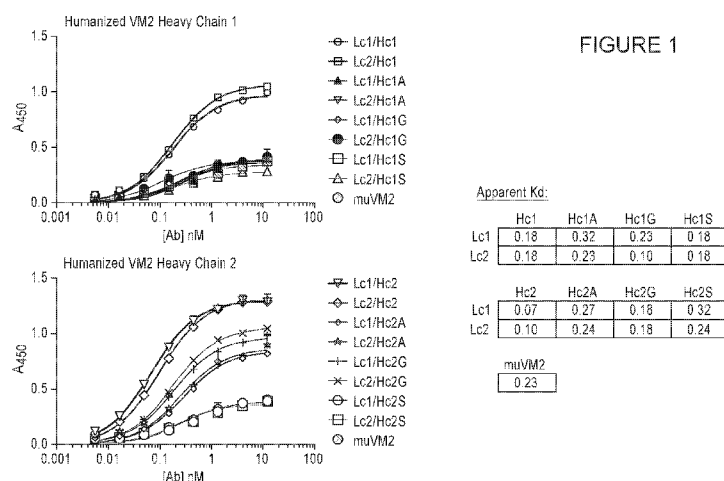 FIGURE 1
Humanized VM2 Heavy Chain 1
1.5
1.0
0.5
0.0
A450
0.001 0.01 0.1 1 10 100
[Ab] nM
Lc1/Hc1
Lc2/Hc1
Lc1/Hc1A
Lc2/Hc1A
Lc1/Hc1G
Lc2/Hc1G
Lc1/Hc1S
Lc2/Hc1S
muVM2
Humanized VM2 Heavy Chain 2
1.5
1.0
0.5
0.0
A450
0.001 0.01 0.1 1 10 100
[Ab] nM
Lc1/Hc2
Lc2/Hc2
Lc1/Hc2A
Lc2/Hc2A
Lc1/Hc2G
Lc2/Hc2G
Lc1/Hc2S
Lc2/Hc2S
muVM2
Apparent Kd:
Hc1 Hc1A Hc1G Hc1S
Lc1 0.18 0.32 0.23 0.18
Lc2 0.18 0.23 0.10 0.18
Hc2 Hc2A Hc2G Hc2S
Lc1 0.07 0.27 0.18 0.32
Lc2 0.10 0.24 0.18 0.24
muVM2
0.23